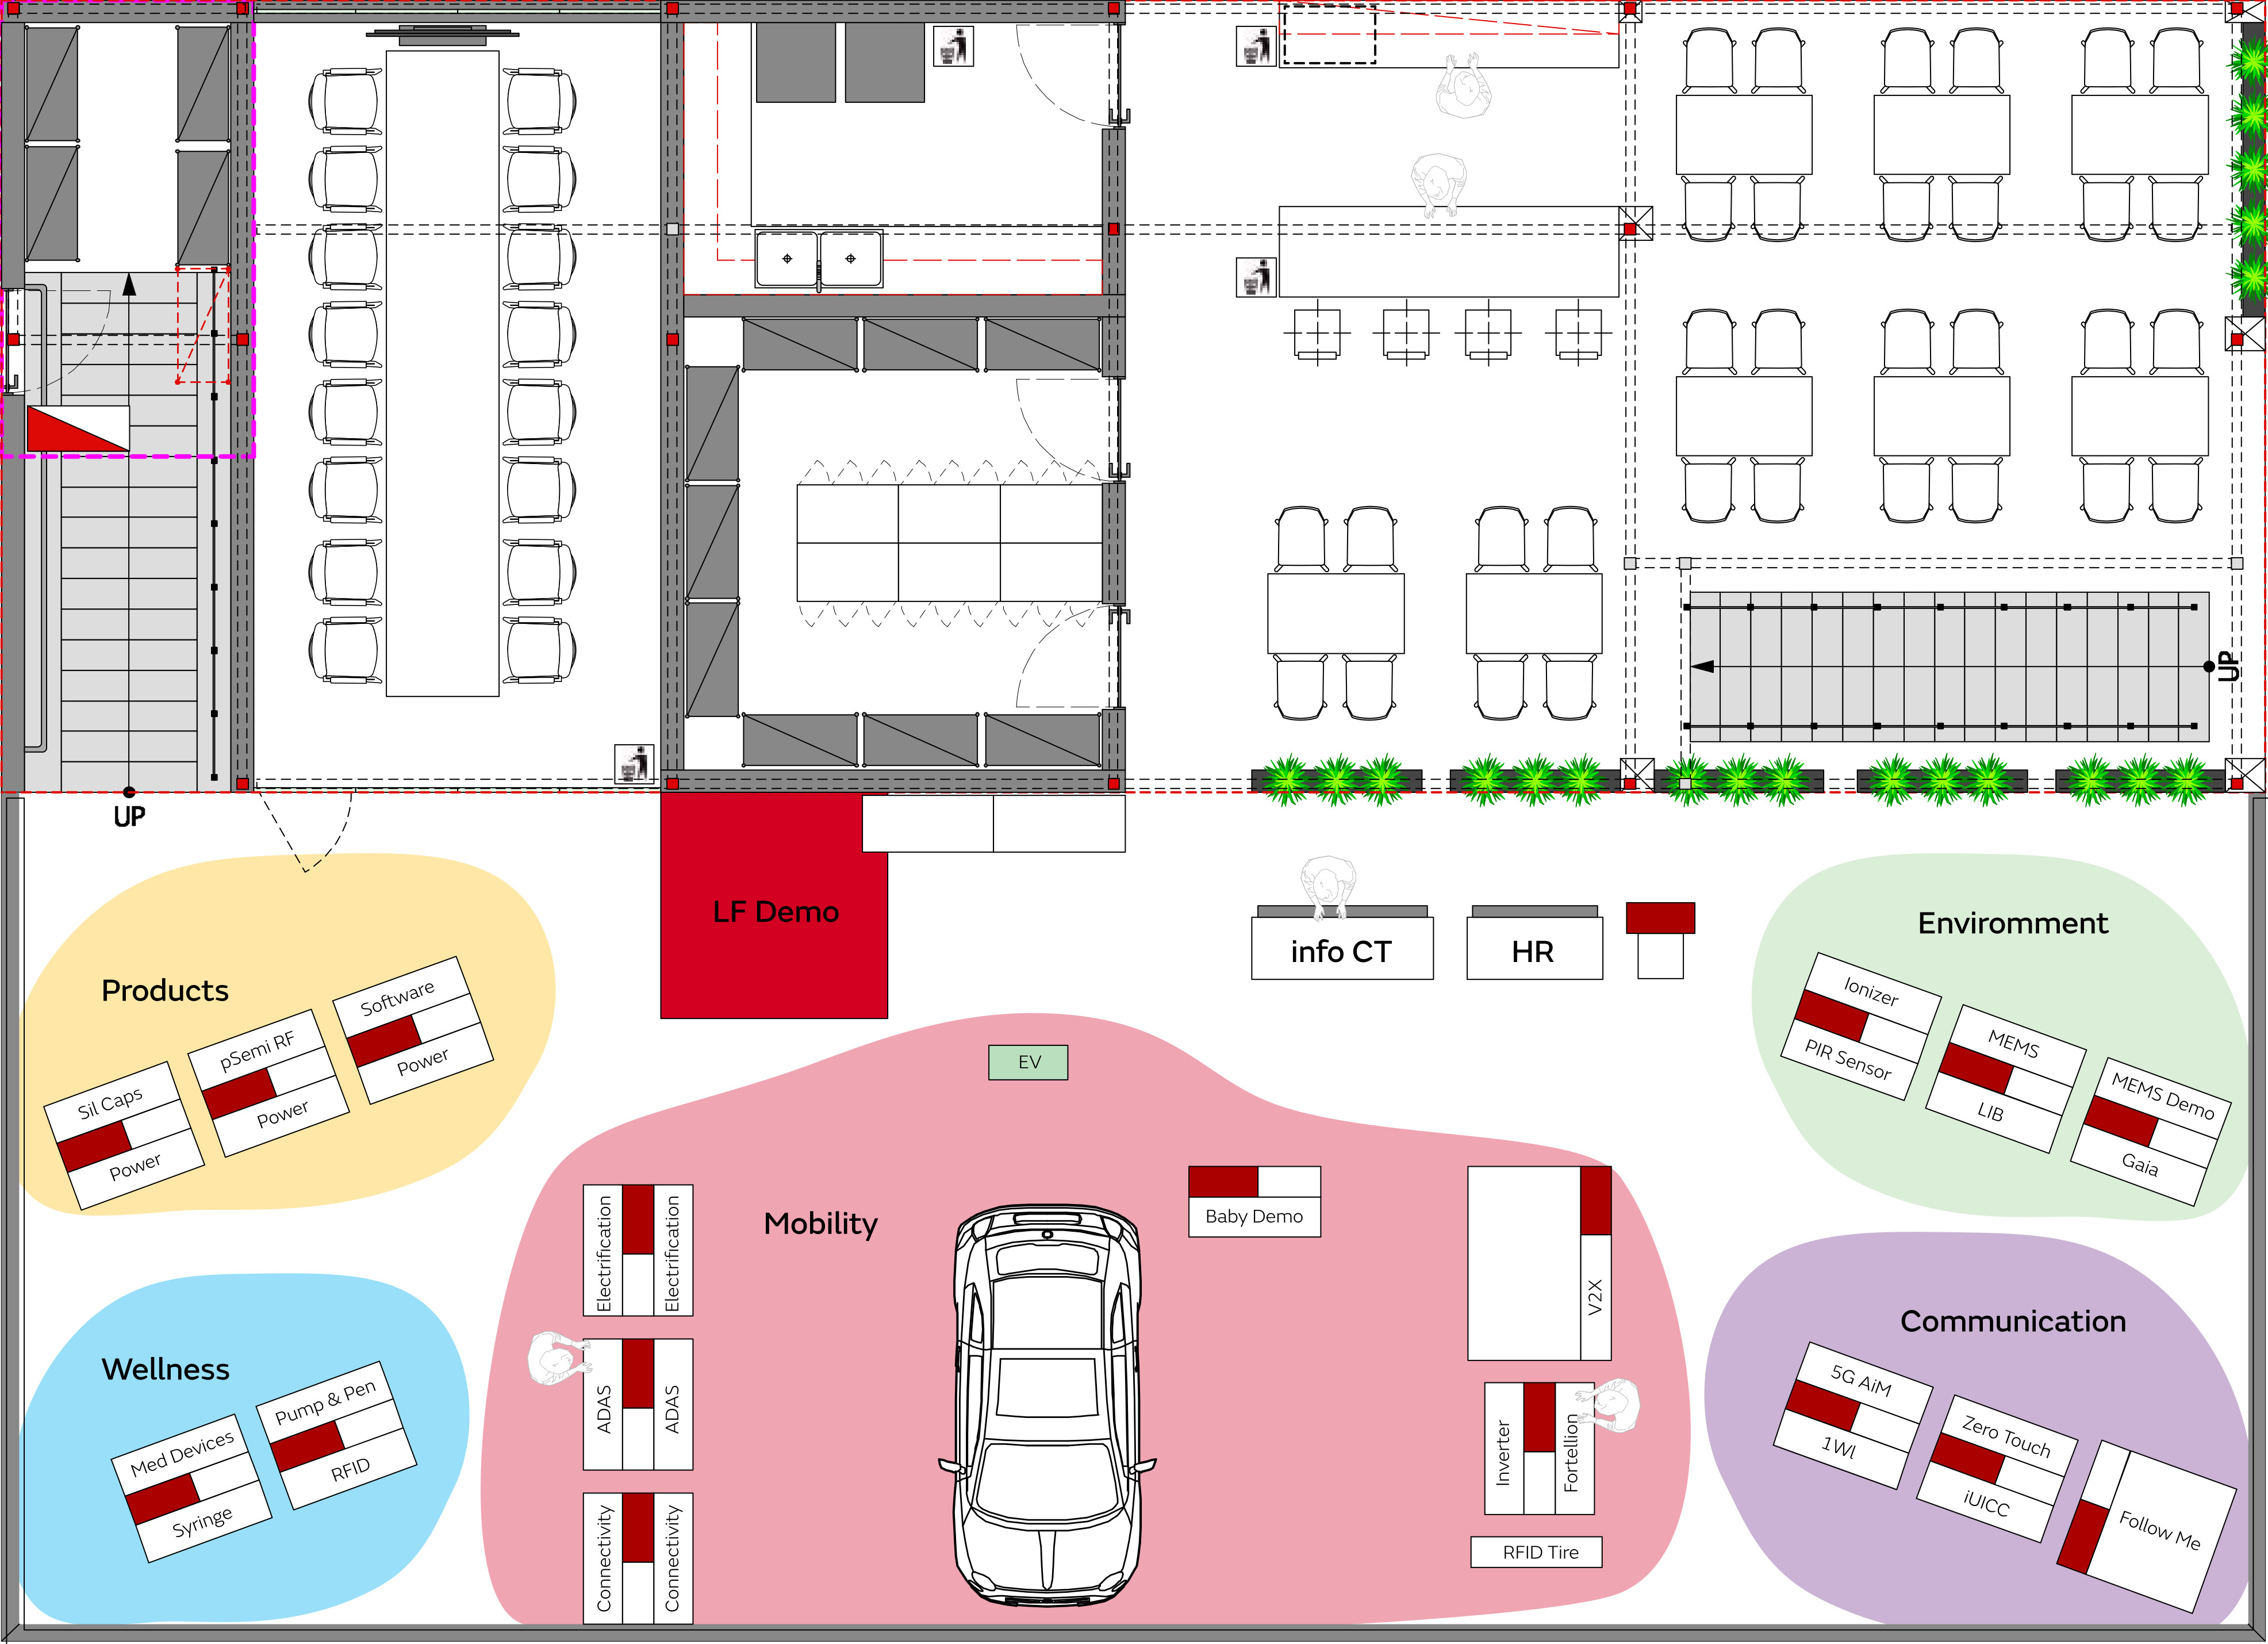 UP
UP
LF Demo
info CT
HR
Products
Software
Power
pSemi RF
Power
Sil Caps
Power
Enviromment
Ionizer
PIR Sensor
MEMS
LIB
MEMS Demo
Gaia
EV
Mobility
Electrification
Electrification
ADAS
ADAS
Connectivity
Connectivity
Baby Demo
V2X
Inverter
Fortellion
RFID Tire
Wellness
Pump & Pen
RFID
Med Devices
Syringe
Communication
5G AiM
1WI
Zero Touch
iUICC
Follow Me